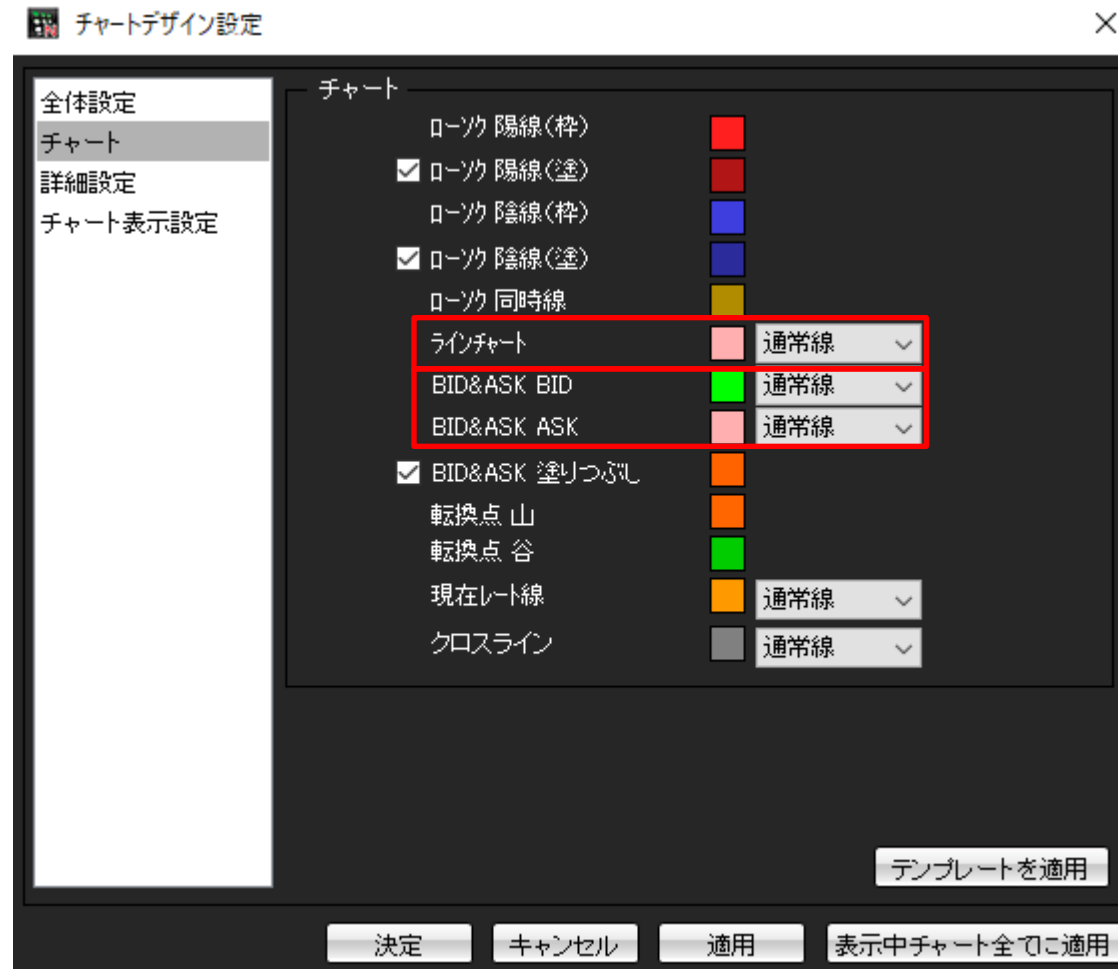 チャートデザイン設定
全体設定
チャート
詳細設定
チャート表示設定
チャート
ローソク 陽線(枠)
ローソク 陽線(塗)
ローソク 陰線(枠)
ローソク 陰線(塗)
ローソク 同時線
ラインチャート 通常線
BID&ASK BID 通常線
BID&ASK ASK 通常線
BID&ASK 塗りつぶし
転換点 山
転換点 谷
現在レート線 通常線
クロスライン 通常線
テンプレートを適用
決定 キャンセル 適用 表示中チャート全てに適用